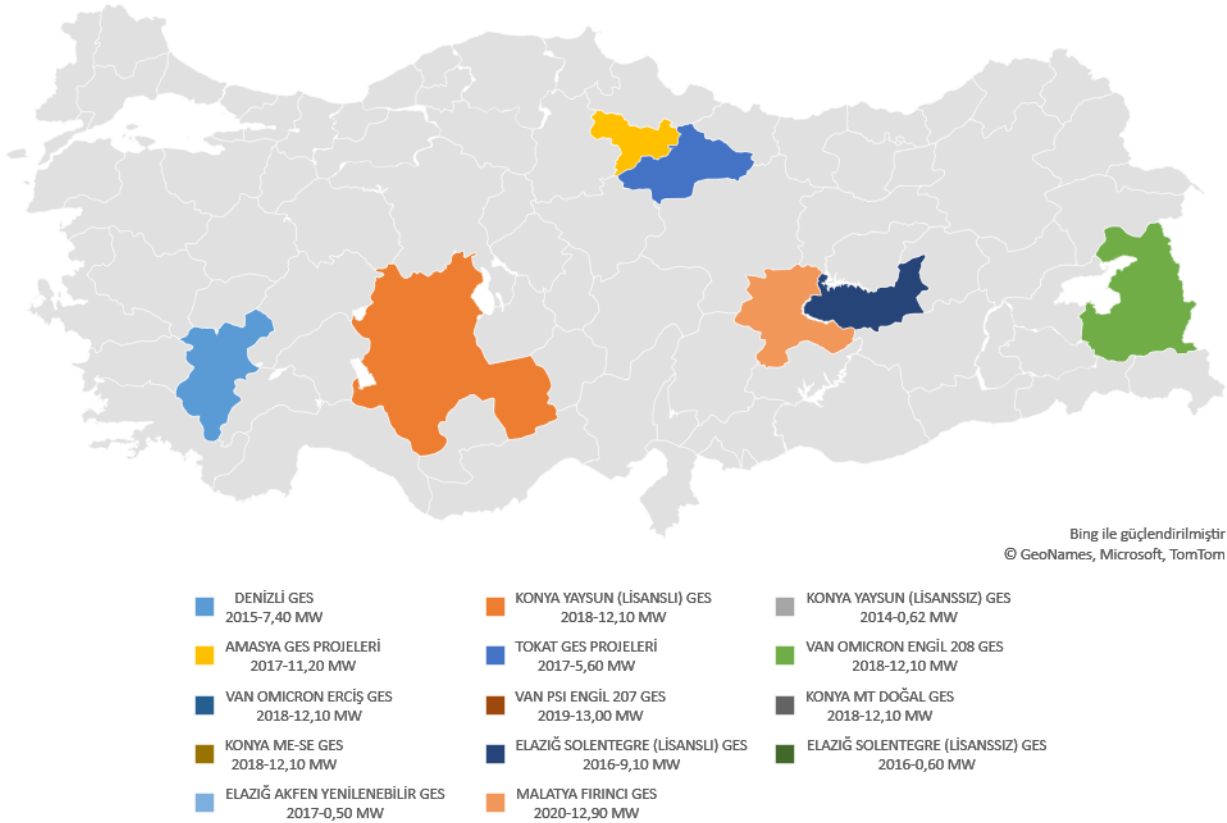 Bing ile güçlendirilmiştir
© GeoNames, Microsoft, TomTom
DENİZLİ GES
2015-7,40 MW
KONYA YAYSUN (LİSANSLI) GES
2018-12,10 MW
KONYA YAYSUN (LİSANSSIZ) GES
2014-0,62 MW
AMASYA GES PROJELERİ
2017-11,20 MW
TOKAT GES PROJELERİ
2017-5,60 MW
VAN OMICRON ENGİL 208 GES
2018-12,10 MW
VAN OMICRON ERCİŞ GES
2018-12,10 MW
VAN PSI ENGİL 207 GES
2019-13,00 MW
KONYA MT DOĞAL GES
2018-12,10 MW
KONYA ME-SE GES
2018-12,10 MW
ELAZIĞ SOLENTEGRE (LİSANSLI) GES
2016-9,10 MW
ELAZIĞ SOLENTEGRE (LİSANSSIZ) GES
2016-0,60 MW
ELAZIĞ AKFEN YENİLENEBİLİR GES
2017-0,50 MW
MALATYA FIRINCI GES
2020-12,90 MW